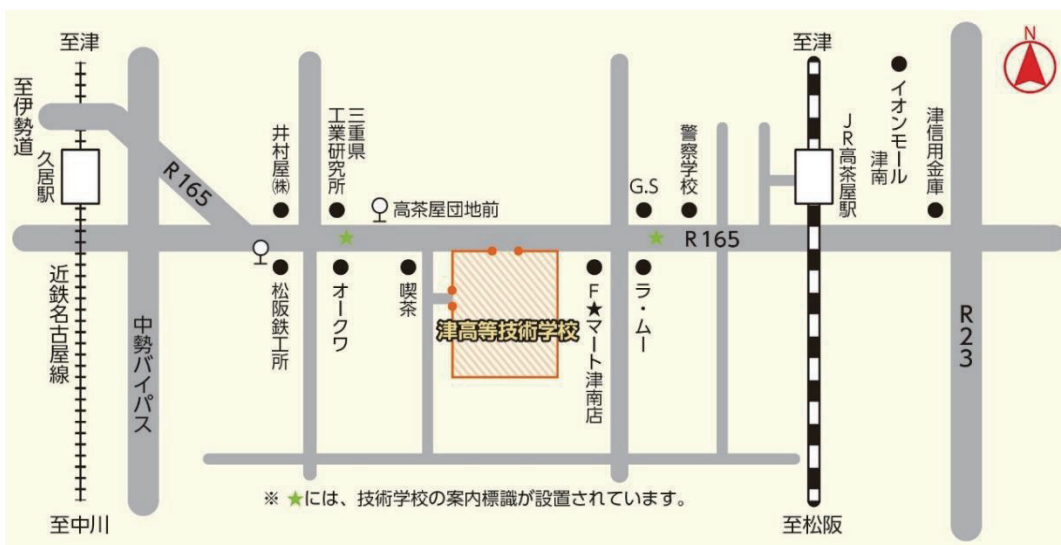 至津
至津
N
至伊勢道
久居駅
R165
井村屋㈱
三重県
工業研究所
高茶屋団地前
G.S
警察学校
JR高茶屋駅
イオンモール
津南
津信用金庫
R165
近鉄名古屋線
中勢バイパス
松阪鉄工所
オークワ
喫茶
津高等技術学校
F★マート津南店
ラ・ムー
R23
※ ★には、技術学校の案内標識が設置されています。
至中川
至松阪